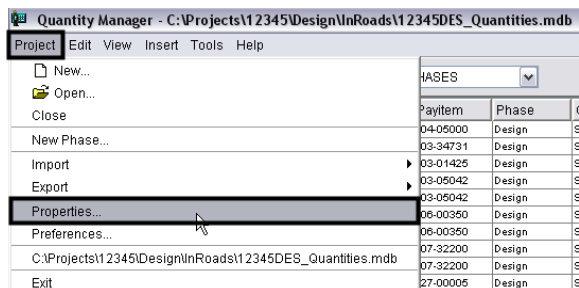 Quantity Manager - C:\Projects\12345\Design\InRoads\12345DES_Quantities.mdb
Project Edit View Insert Tools Help
New...
Open...
Close
New Phase...
Import
Export
Properties...
Preferences...
C:\Projects\12345\Design\InRoads\12345DES_Quantities.mdb
Exit
HASES
Payitem Phase
04-05000 Design S
03-34731 Design S
03-01425 Design S
03-05042 Design S
03-05042 Design S
06-00350 Design S
06-00350 Design S
07-32200 Design S
07-32200 Design S
27-00005 Design S